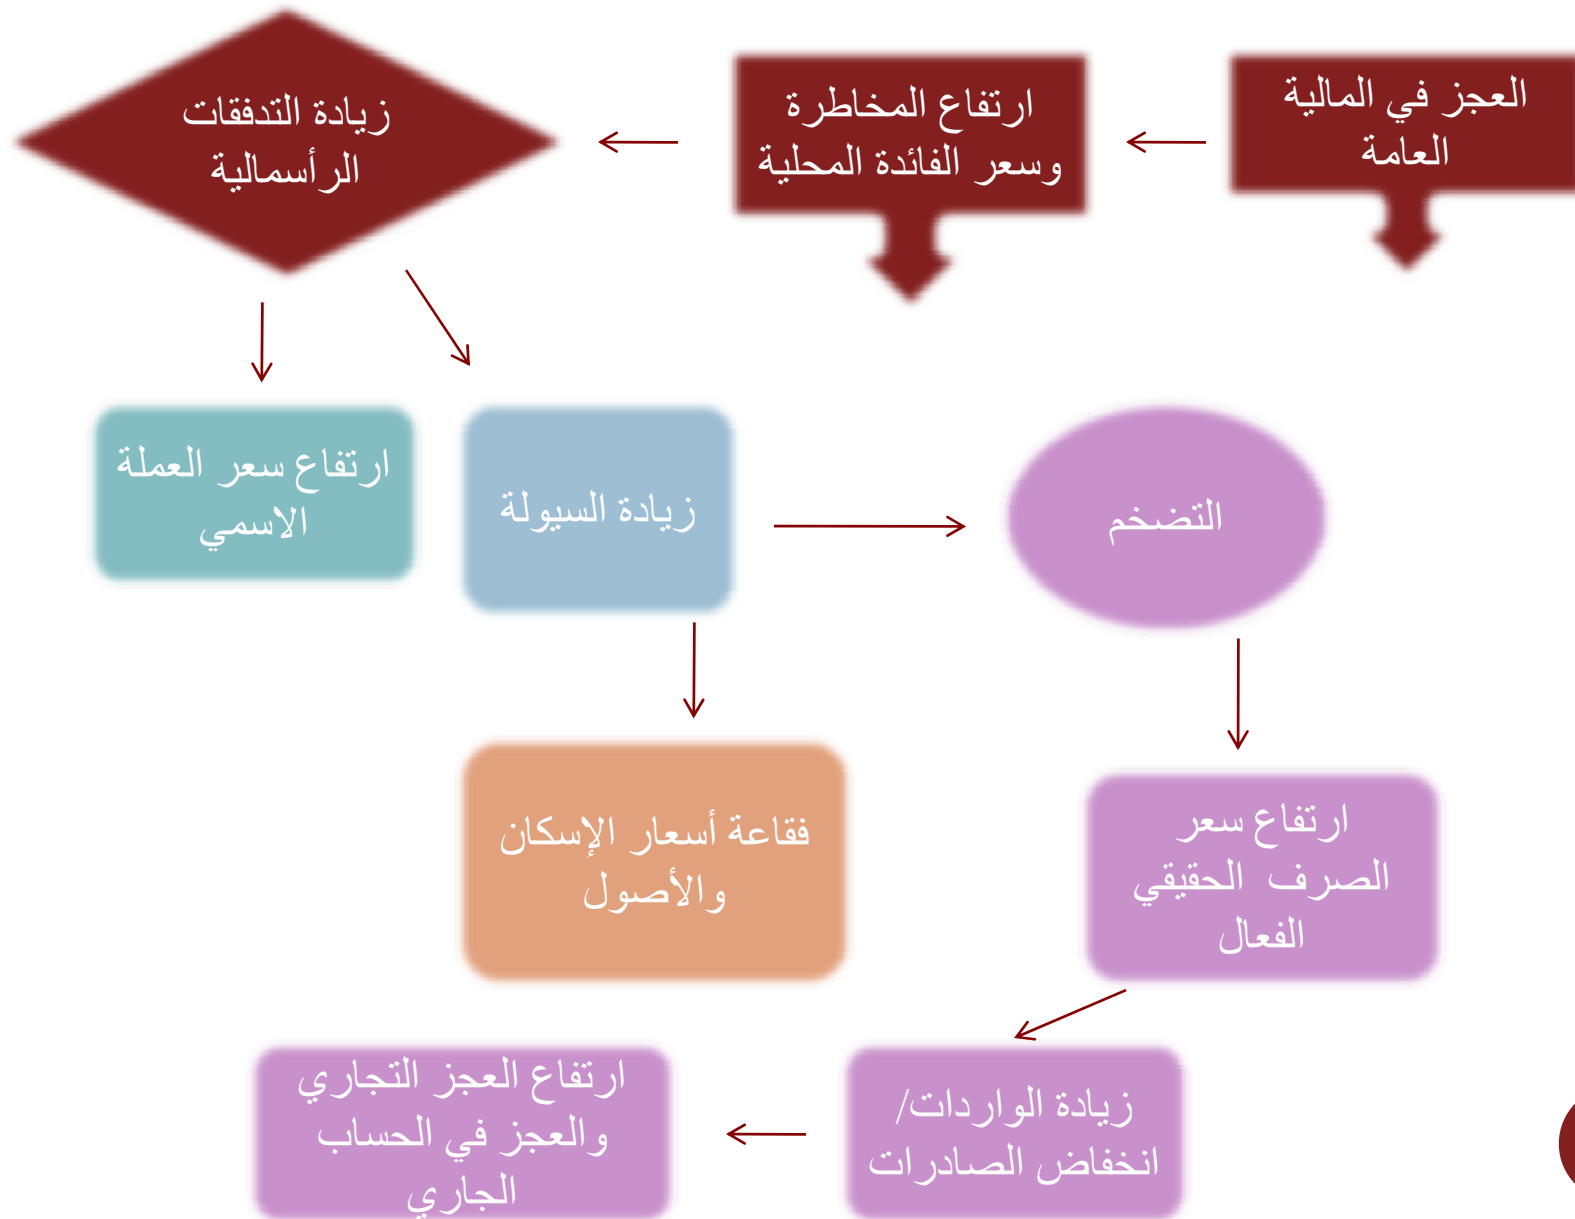 العجز في المالية
العامة
ارتفاع المخاطرة
وسعر الفائدة المحلية
زيادة التدفقات
الرأسمالية
ارتفاع سعر العملة
الاسمي
زيادة السيولة
التضخم
فقاعة أسعار الإسكان
والأصول
ارتفاع سعر
الصرف الحقيقي
الفعال
زيادة الواردات/
انخفاض الصادرات
ارتفاع العجز التجاري
والعجز في الحساب
الجاري